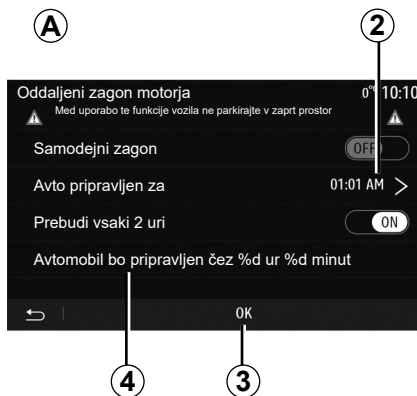 A 2
Oddaljeni zagon motorja 0° 10:10
Med uporabo te funkcije vozila ne parkirajte v zaprt prostor
Samodejni zagon OFF
Avto pripravljen za 01:01 AM >
Prebudi vsaki 2 uri ON
Avtomobil bo pripravljen čez %d ur %d minut
OK
4 3